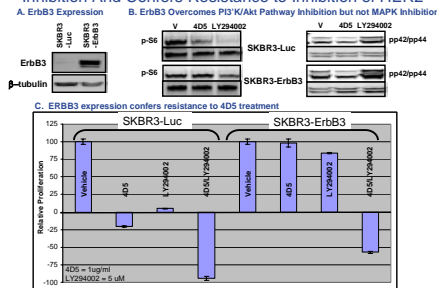 Inhibition And Confers Resistance to Inhibition of HER2
A. ErbB3 Expression
B. ErbB3 Overcomes PI3'K/Akt Pathway Inhibition but not MAPK Inhibition
SKBR3
-Luc
SKBR3
-ErbB3
ErbB3
β–tubulin
V 4D5 LY294002
p-S6
SKBR3-Luc
p-S6
SKBR3-ErbB3
V 4D5 LY294002
pp42/pp44
pp42/pp44
C. ERBB3 expression confers resistance to 4D5 treatment
SKBR3-Luc
SKBR3-ErbB3
Relative Proliferation
125
100
75
50
25
0
-25
-50
-75
-100
Vehicle
4D5
LY294002
4D5/LY294002
Vehicle
4D5
LY294002
4D5/LY294002
4D5 = 1ug/ml
LY294002 = 5 uM